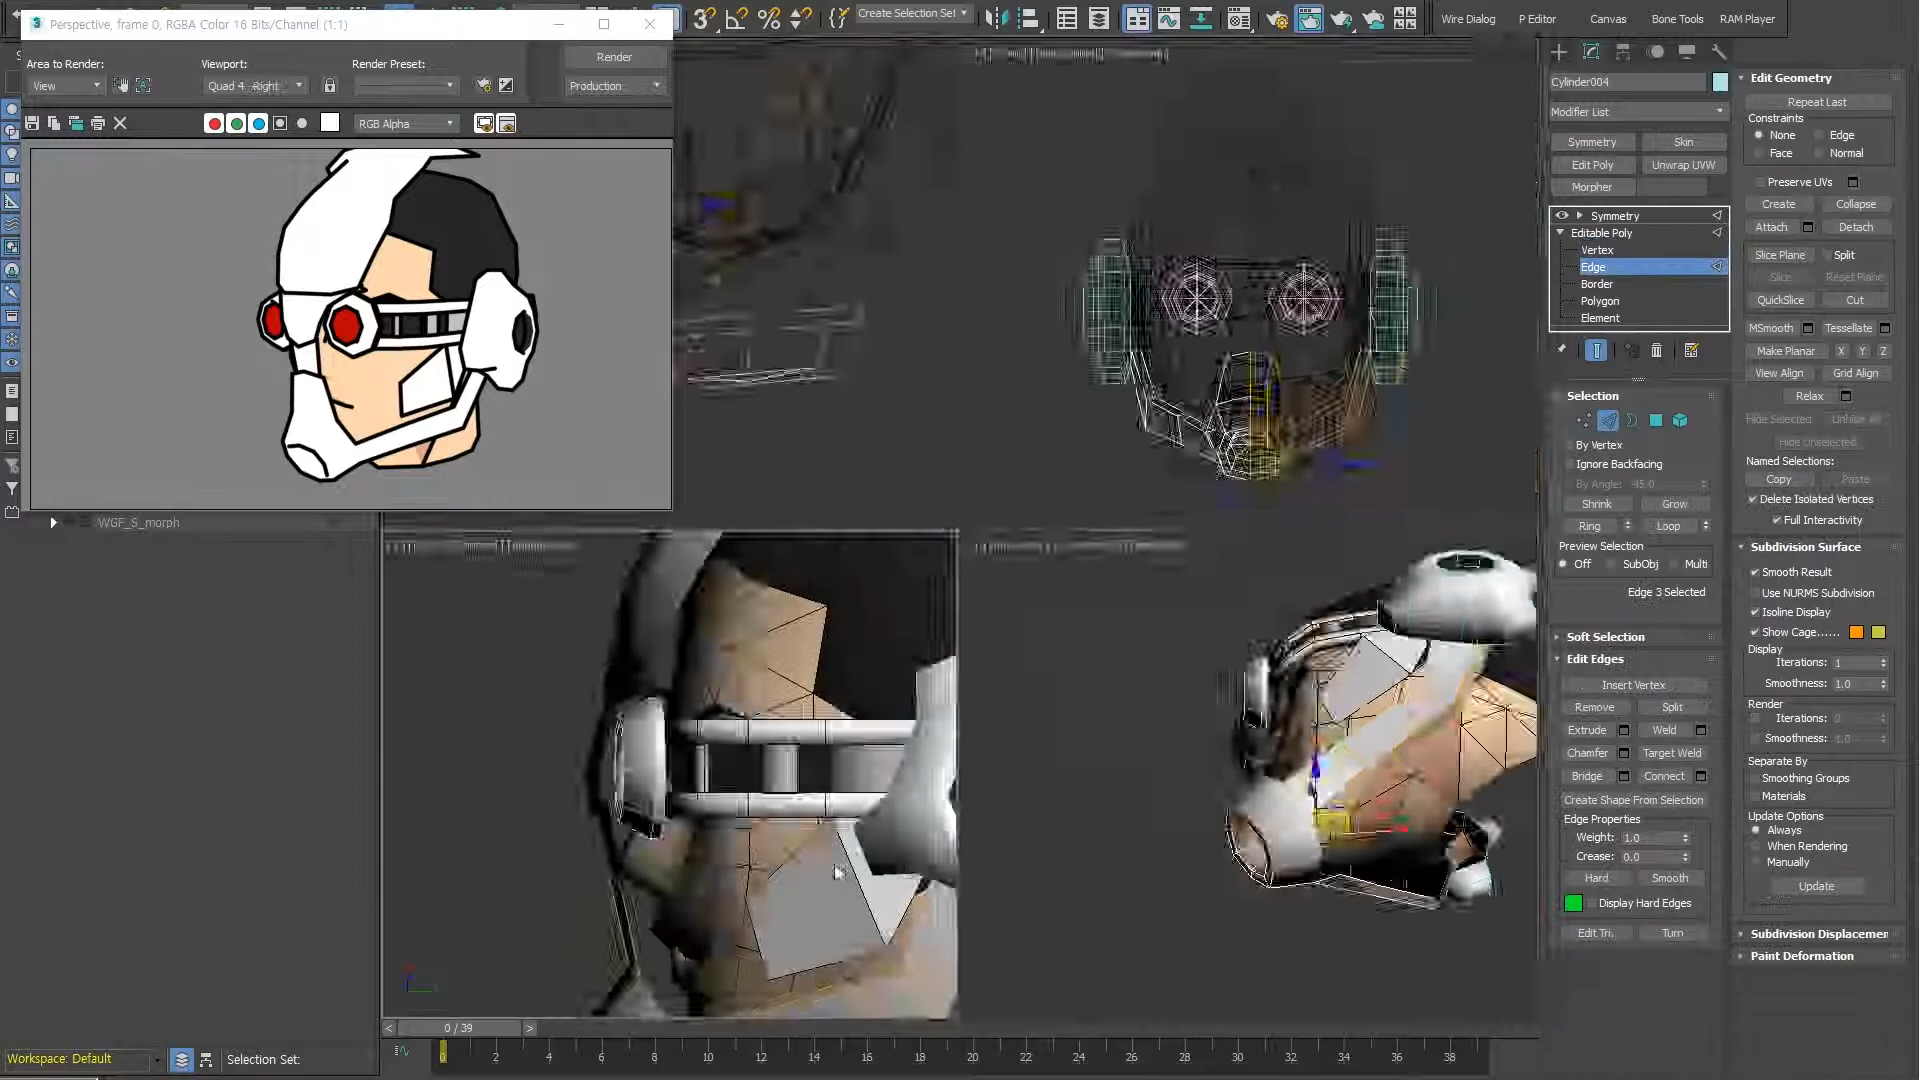 Perspective, frame 0, RGBA Color 16 Bits/Channel (1:1)
Create Selection Set
Wire Dialog
P Editor
Canvas
Bone Tools
RAM Player
Area to Render:
Viewport:
Render Preset:
Render
View
Quad 4 - Right
Production
RGB Alpha
WGF_S_morph
Cylinder004
Modifier List
Symmetry
Skin
Edit Poly
Unwrap UVW
Morpher
Symmetry
Editable Poly
Vertex
Edge
Border
Polygon
Element
Selection
By Vertex
Ignore Backfacing
By Angle: 45.0
Shrink
Grow
Ring
Loop
Preview Selection
Off
SubObj
Multi
Edge 3 Selected
Soft Selection
Edit Edges
Insert Vertex
Remove
Split
Extrude
Weld
Chamfer
Target Weld
Bridge
Connect
Create Shape From Selection
Edge Properties
Weight: 1.0
Crease: 0.0
Hard
Smooth
Display Hard Edges
Edit Tri.
Turn
Edit Geometry
Repeat Last
Constraints
None
Edge
Face
Normal
Preserve UVs
Create
Collapse
Attach
Detach
Slice Plane
Split
Slice
Reset Plane
QuickSlice
Cut
MSmooth
Tessellate
Make Planar
X
Y
Z
View Align
Grid Align
Relax
Hide Selected
Unhide All
Hide Unselected
Named Selections:
Copy
Paste
Delete Isolated Vertices
Full Interactivity
Subdivision Surface
Smooth Result
Use NURMS Subdivision
Isoline Display
Show Cage......
Display
Iterations: 1
Smoothness: 1.0
Render
Iterations: 0
Smoothness: 1.0
Separate By
Smoothing Groups
Materials
Update Options
Always
When Rendering
Manually
Update
Subdivision Displacemen
Paint Deformation
< 0 / 39 >
0 2 4 6 8 10 12 14 16 18 20 22 24 26 28 30 32 34 36 38
Workspace: Default
Selection Set: